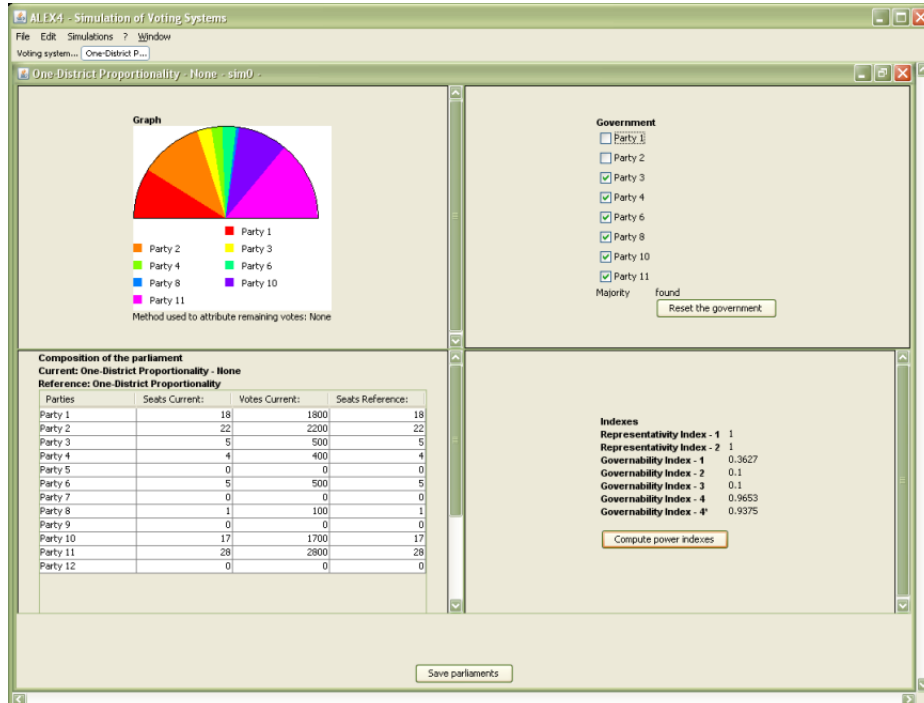 ALEX4 - Simulation of Voting Systems
File Edit Simulations ? Window
Voting system... One-District P...
One-District Proportionality - None - sim0 -
Graph
Party 1
Party 2 Party 3
Party 4 Party 6
Party 8 Party 10
Party 11
Method used to attribute remaining votes: None
Government
Party 1
Party 2
Party 3
Party 4
Party 6
Party 8
Party 10
Party 11
Majority found
Reset the government
Composition of the parliament
Current: One-District Proportionality - None
Reference: One-District Proportionality
Parties Seats Current: Votes Current: Seats Reference:
Party 1 18 1800 18
Party 2 22 2200 22
Party 3 5 500 5
Party 4 4 400 4
Party 5 0 0 0
Party 6 5 500 5
Party 7 0 0 0
Party 8 1 100 1
Party 9 0 0 0
Party 10 17 1700 17
Party 11 28 2800 28
Party 12 0 0 0
Indexes
Representativity Index - 1 1
Representativity Index - 2 1
Governability Index - 1 0.3627
Governability Index - 2 0.1
Governability Index - 3 0.1
Governability Index - 4 0.9653
Governability Index - 4' 0.9375
Compute power indexes
Save parliaments